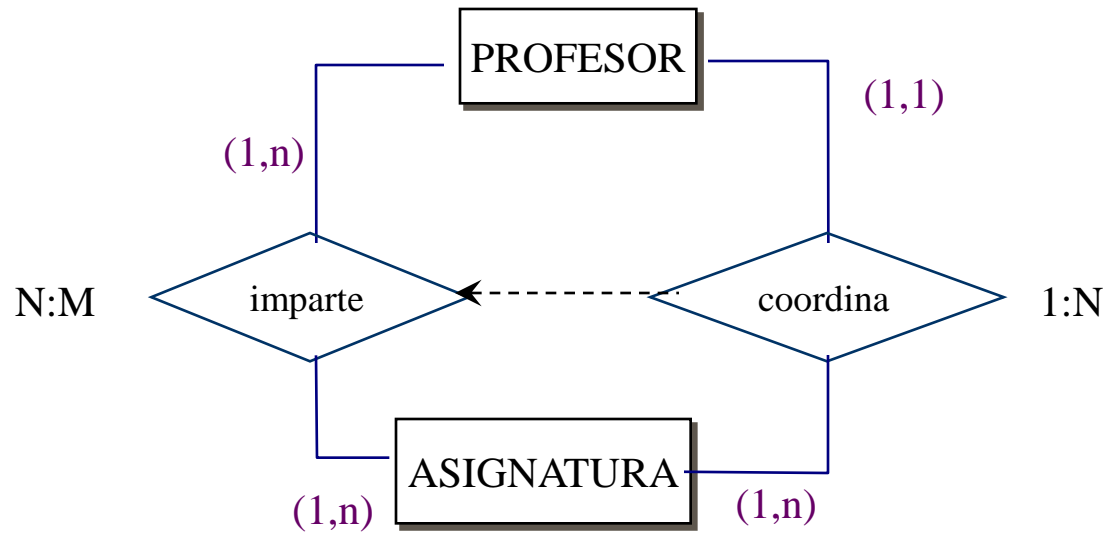 PROFESOR
(1,1)
(1,n)
N:M
imparte
coordina
1:N
ASIGNATURA
(1,n)
(1,n)